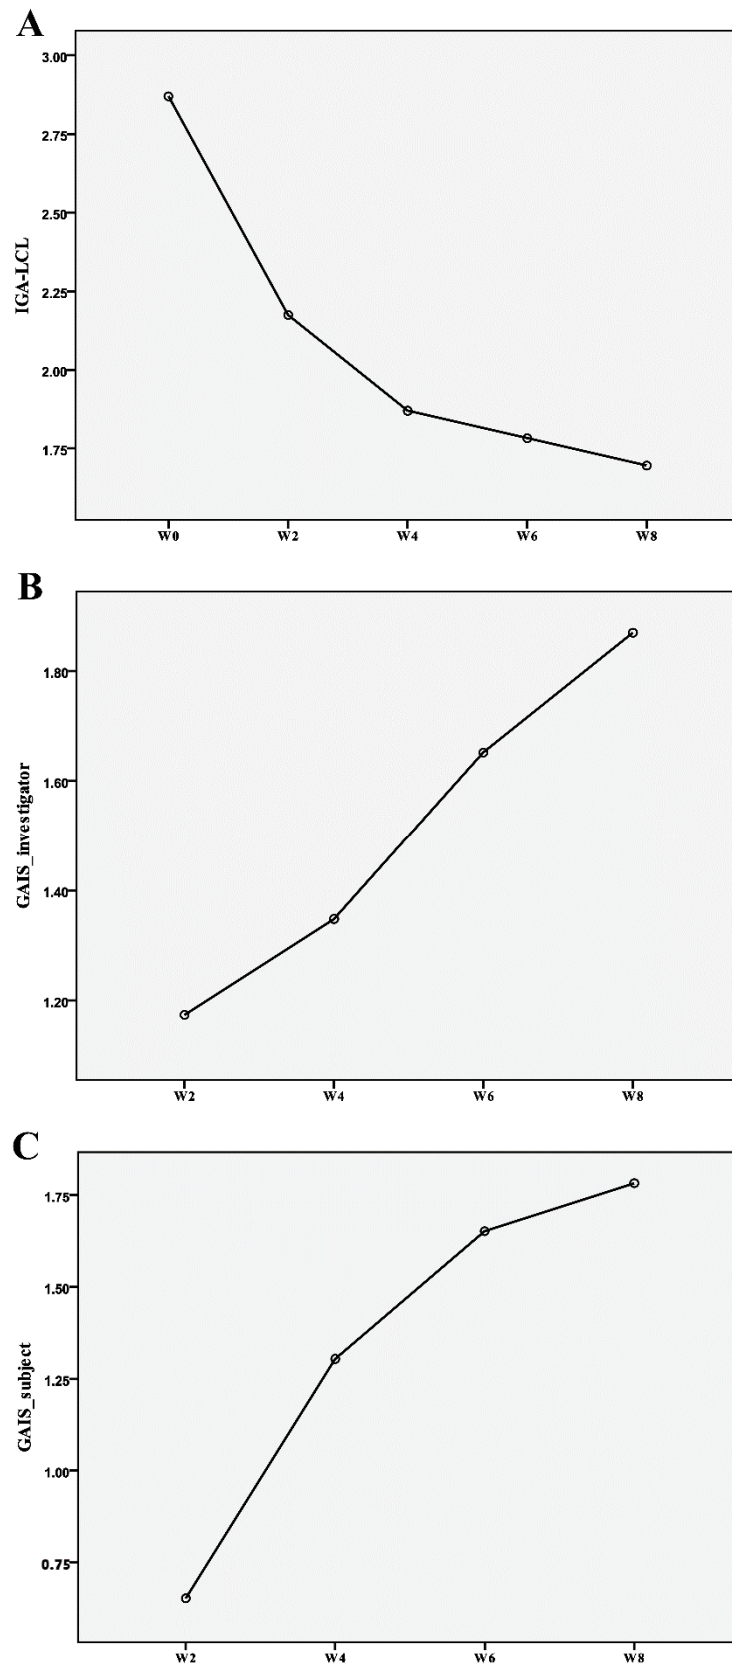 A
3.00
2.75
2.50
2.25
2.00
1.75
IGA-LCL
W0 W2 W4 W6 W8
B
1.80
1.60
1.40
1.20
GAIS_investigator
W2 W4 W6 W8
C
1.75
1.50
1.25
1.00
0.75
GAIS_subject
W2 W4 W6 W8